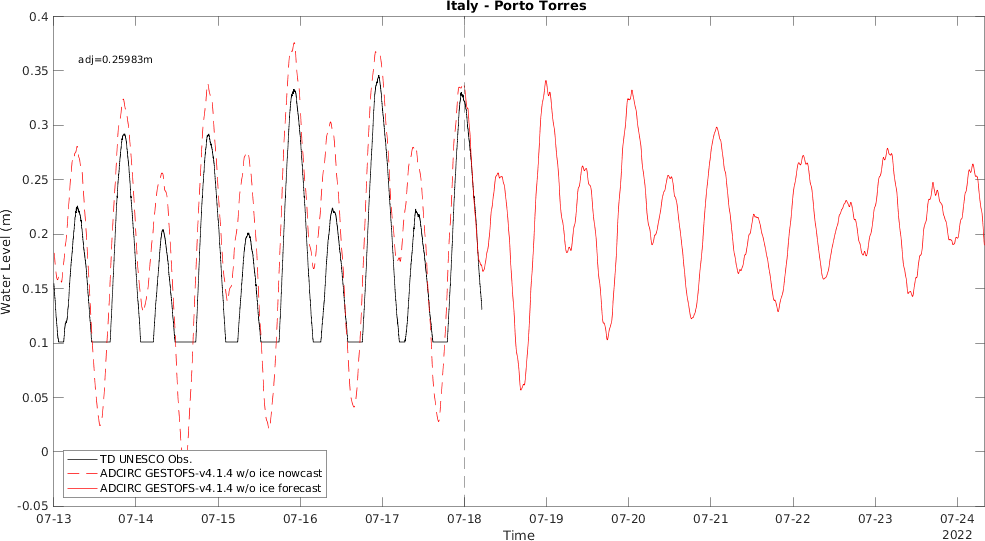 Italy - Porto Torres
adj=0.25983m
Water Level (m)
0.4
0.35
0.3
0.25
0.2
0.15
0.1
0.05
0
-0.05
TD UNESCO Obs.
ADCIRC GESTOFS-v4.1.4 w/o ice nowcast
ADCIRC GESTOFS-v4.1.4 w/o ice forecast
07-13 07-14 07-15 07-16 07-17 07-18 07-19 07-20 07-21 07-22 07-23 07-24
Time
2022